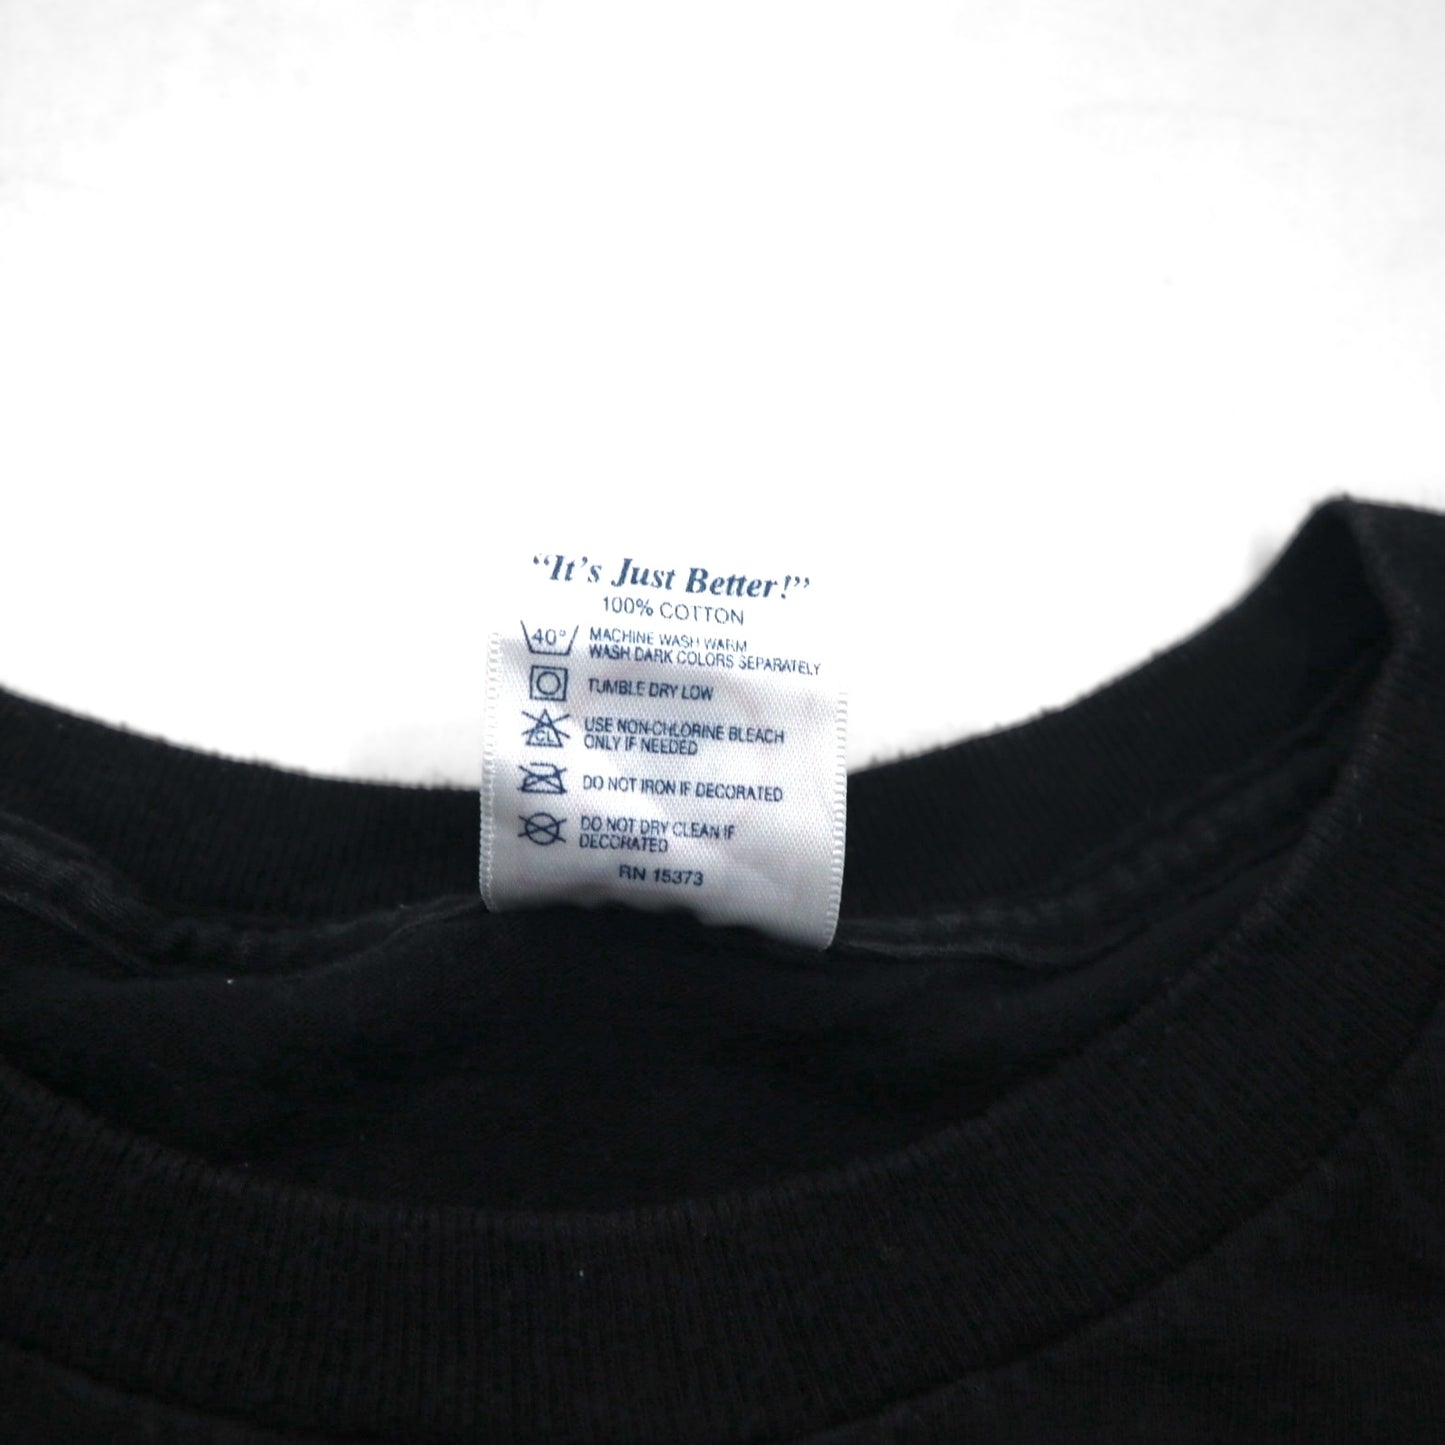 “It’s Just Better!”
100% COTTON
40° MACHINE WASH WARM
WASH DARK COLORS SEPARATELY
TUMBLE DRY LOW
CL USE NON-CHLORINE BLEACH
ONLY IF NEEDED
DO NOT IRON IF DECORATED
DO NOT DRY CLEAN IF
DECORATED
RN 15373